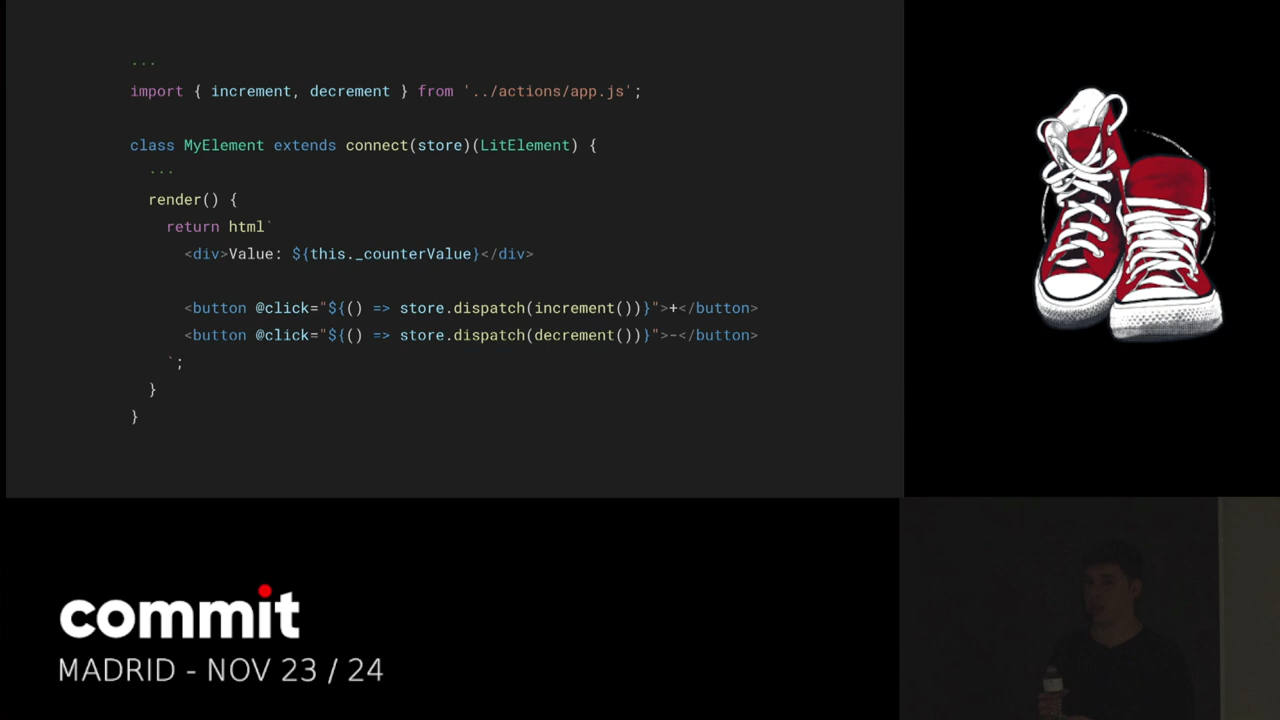 ...
import { increment, decrement } from '../actions/app.js';
class MyElement extends connect(store)(LitElement) {
...
render() {
return html`
<div>Value: ${this._counterValue}</div>
<button @click="${() => store.dispatch(increment())}">+</button>
<button @click="${() => store.dispatch(decrement())}">-</button>
`;
}
}
commit
MADRID - NOV 23 / 24